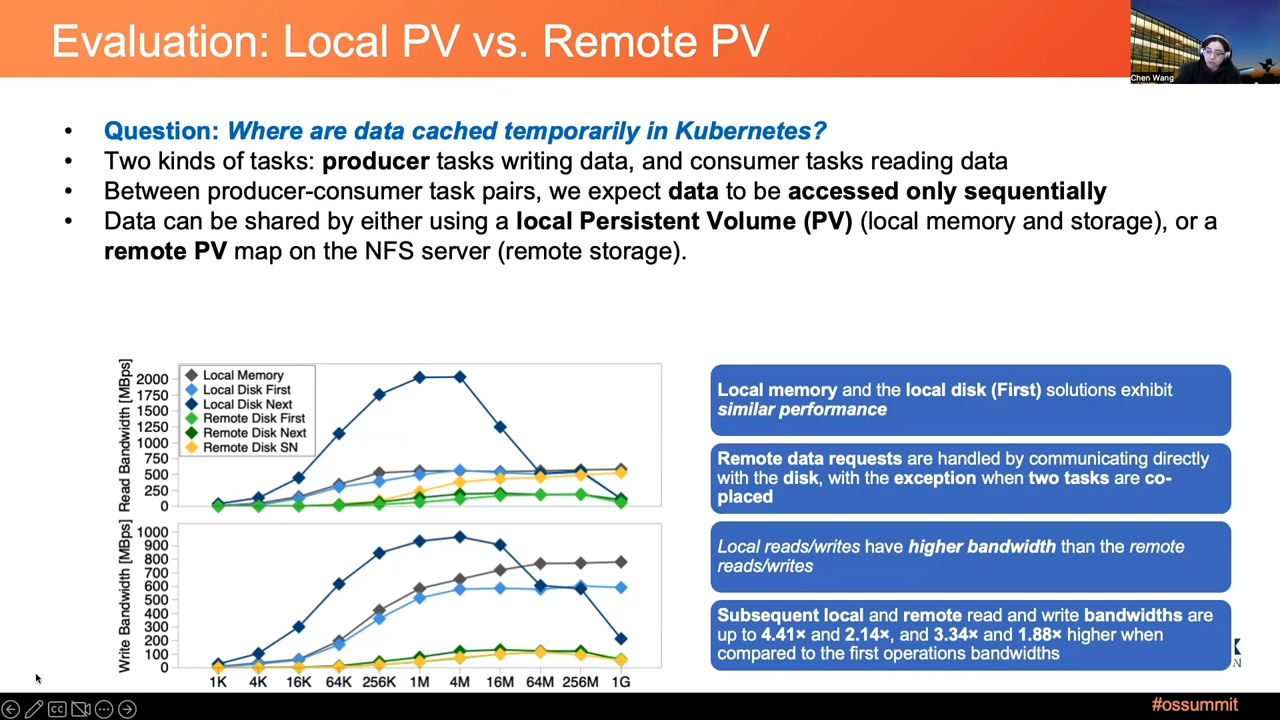 Evaluation: Local PV vs. Remote PV
Chen Wang
• Question: Where are data cached temporarily in Kubernetes?
• Two kinds of tasks: producer tasks writing data, and consumer tasks reading data
• Between producer-consumer task pairs, we expect data to be accessed only sequentially
• Data can be shared by either using a local Persistent Volume (PV) (local memory and storage), or a
remote PV map on the NFS server (remote storage).
Read Bandwidth [MBps]
2000
1750
1500
1250
1000
750
500
250
0
Local Memory
Local Disk First
Local Disk Next
Remote Disk First
Remote Disk Next
Remote Disk SN
Write Bandwidth [MBps]
1000
900
800
700
600
500
400
300
200
100
0
1K 4K 16K 64K 256K 1M 4M 16M 64M 256M 1G
Local memory and the local disk (First) solutions exhibit
similar performance
Remote data requests are handled by communicating directly
with the disk, with the exception when two tasks are co-
placed
Local reads/writes have higher bandwidth than the remote
reads/writes
Subsequent local and remote read and write bandwidths are
up to 4.41× and 2.14×, and 3.34× and 1.88× higher when
compared to the first operations bandwidths
CC
#ossummit